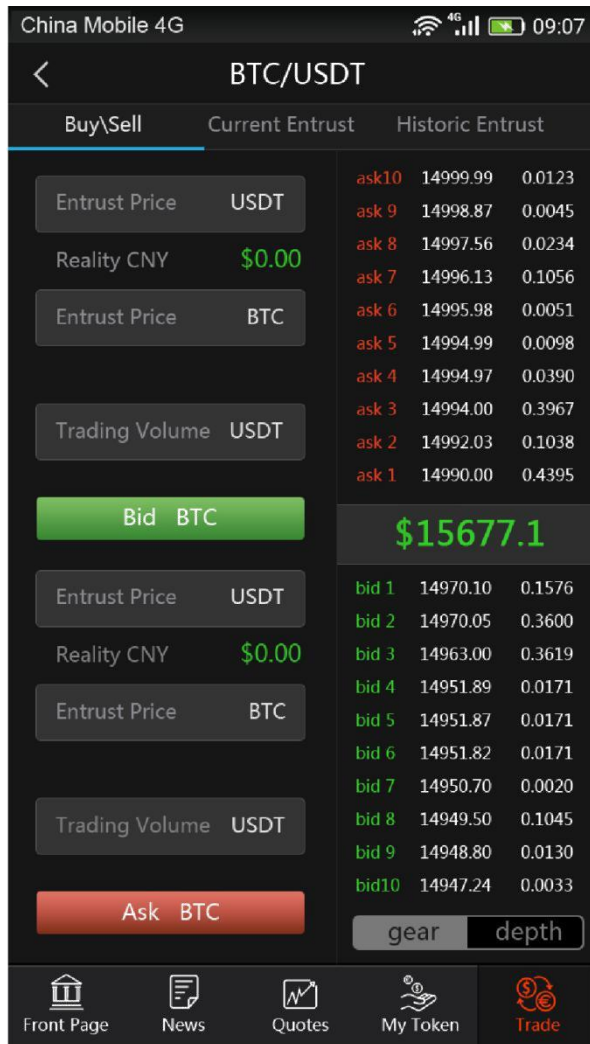 China Mobile 4G 4G 09:07
BTC/USDT
Buy\Sell Current Entrust Historic Entrust
Entrust Price USDT
Reality CNY $0.00
Entrust Price BTC
Trading Volume USDT
Bid BTC
Entrust Price USDT
Reality CNY $0.00
Entrust Price BTC
Trading Volume USDT
Ask BTC
ask10 14999.99 0.0123
ask 9 14998.87 0.0045
ask 8 14997.56 0.0234
ask 7 14996.13 0.1056
ask 6 14995.98 0.0051
ask 5 14994.99 0.0098
ask 4 14994.97 0.0390
ask 3 14994.00 0.3967
ask 2 14992.03 0.1038
ask 1 14990.00 0.4395
$15677.1
bid 1 14970.10 0.1576
bid 2 14970.05 0.3600
bid 3 14963.00 0.3619
bid 4 14951.89 0.0171
bid 5 14951.87 0.0171
bid 6 14951.82 0.0171
bid 7 14950.70 0.0020
bid 8 14949.50 0.1045
bid 9 14948.80 0.0130
bid10 14947.24 0.0033
gear depth
Front Page News Quotes My Token Trade